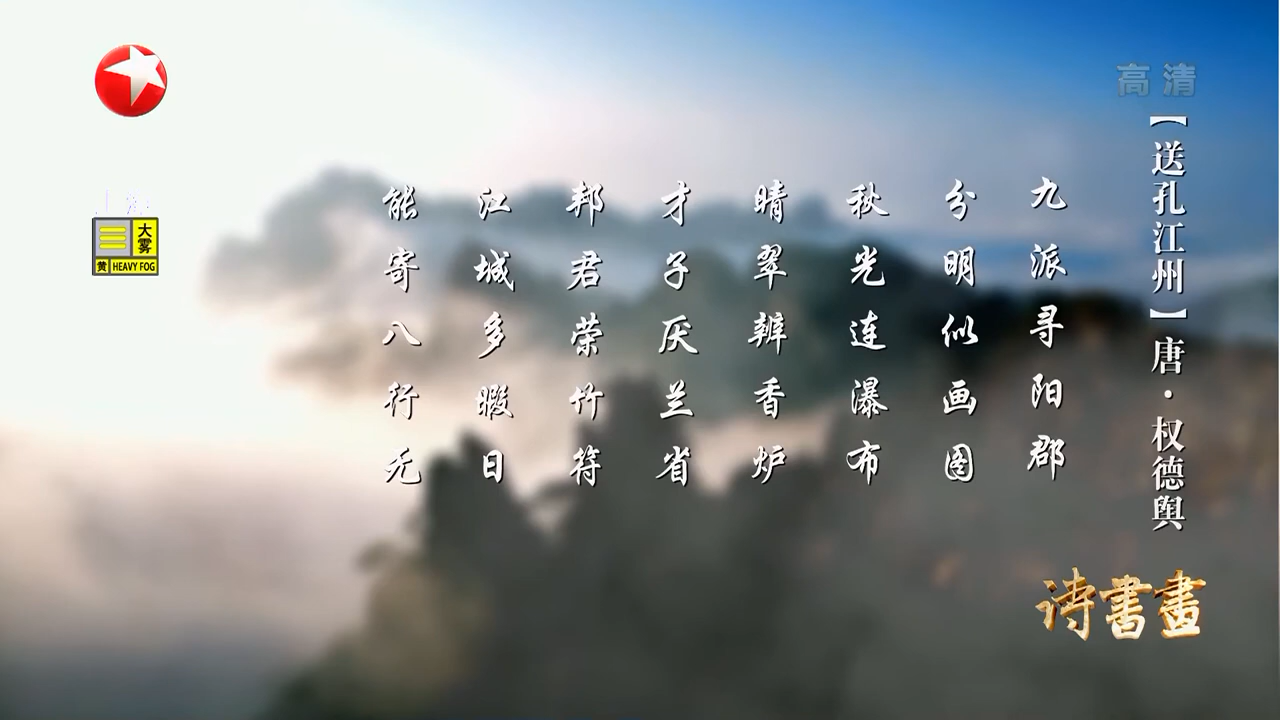 高清
【送孔江州】唐·权德舆
九派寻阳郡
分明似画图
秋光连瀑布
晴翠辨香炉
才子厌兰省
邦君荣竹符
江城多暇日
能寄八行无
诗書畫
大雾
黄 HEAVY FOG